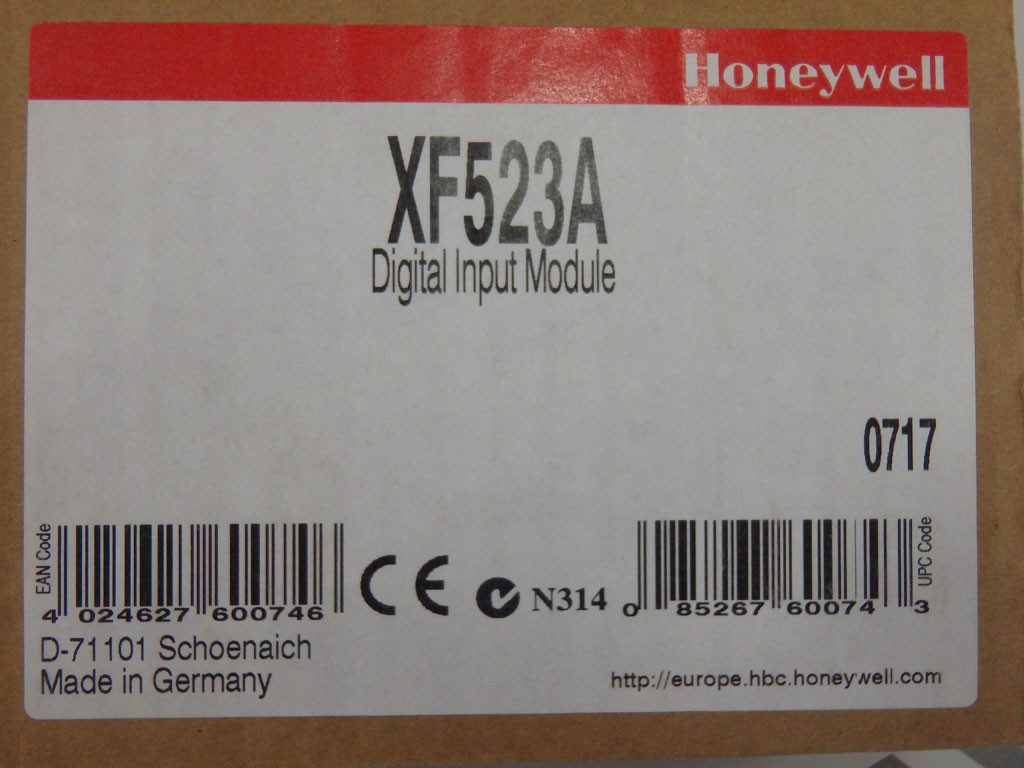 Honeywell
XF523A
Digital Input Module
0717
EAN Code
4 024627 600746
N314
0 85267 60074 3
UPC Code
D-71101 Schoenaich
Made in Germany
http://europe.hbc.honeywell.com